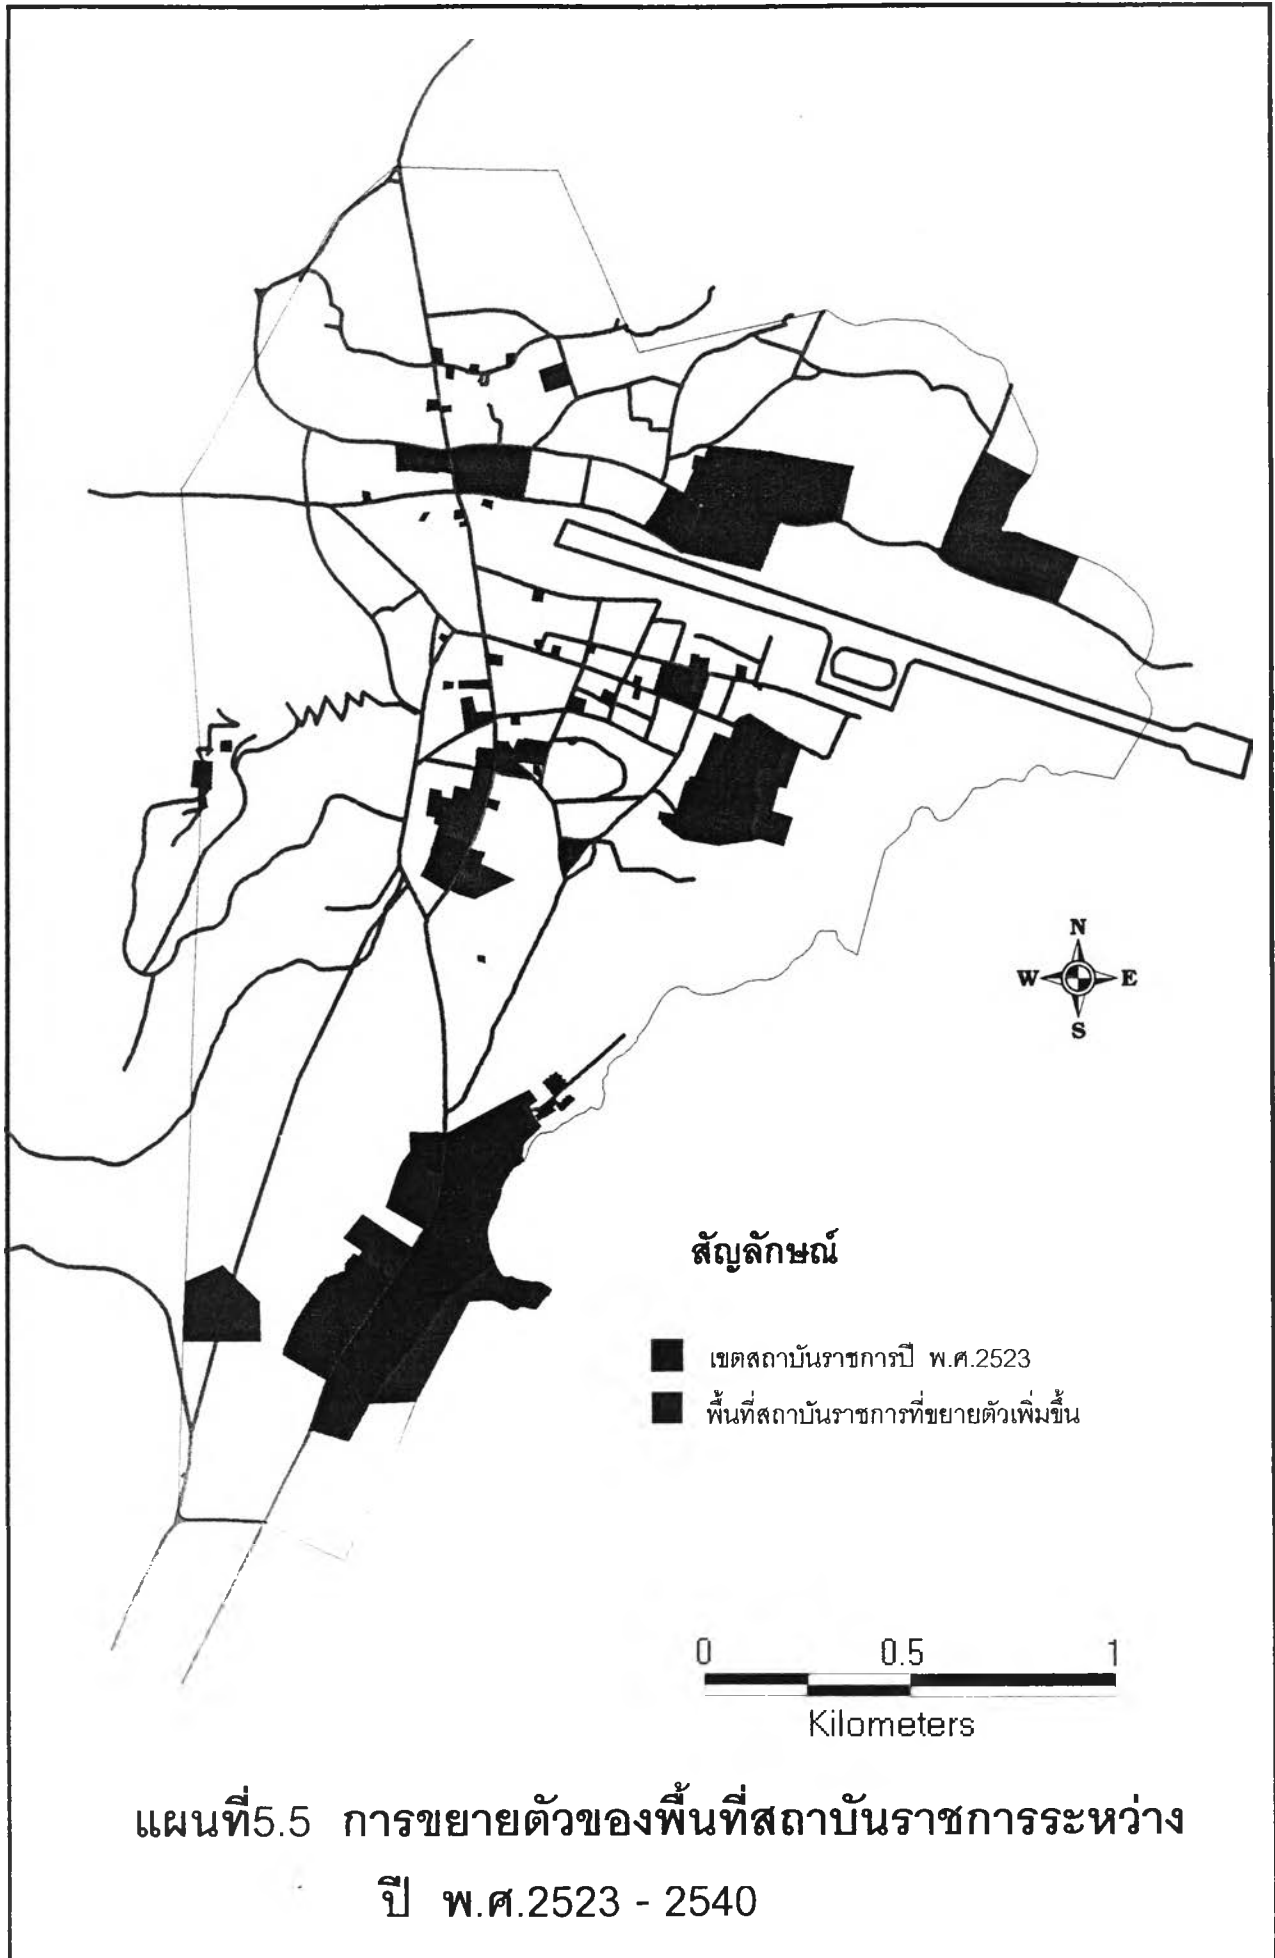 N
W E
S
สัญลักษณ์
เขตสถาบันราชการปี พ.ศ.2523
พื้นที่สถาบันราชการที่ขยายตัวเพิ่มขึ้น
0 0.5 1
Kilometers
แผนที่5.5 การขยายตัวของพื้นที่สถาบันราชการระหว่าง
ปี พ.ศ.2523 - 2540